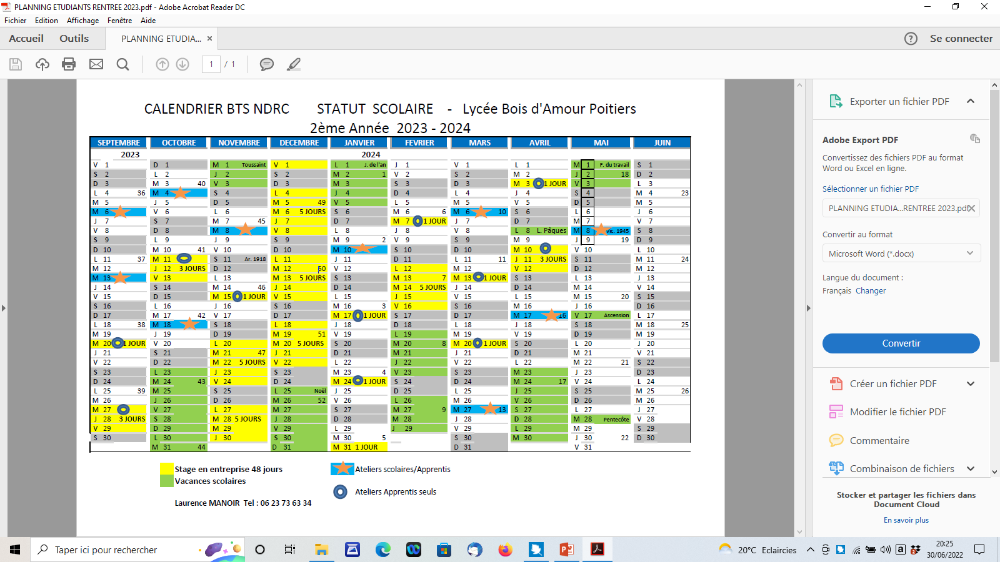 PLANNING ETUDIANTS RENTREE 2023.pdf - Adobe Acrobat Reader DC
Fichier Edition Affichage Fenêtre Aide
Accueil Outils PLANNING ETUDIA... × Se connecter
1 / 1
CALENDRIER BTS NDRC STATUT SCOLAIRE - Lycée Bois d'Amour Poitiers
2ème Année 2023 - 2024
SEPTEMBRE OCTOBRE NOVEMBRE DECEMBRE JANVIER FEVRIER MARS AVRIL MAI JUIN
2023 2024
V 1 D 1 M 1 Toussaint V 1 L 1 J. de l'an J 1 V 1 L 1 M 1 F. du travail S 1
S 2 L 2 J 2 S 2 M 2 1 V 2 S 2 M 2 J 2 18 D 2
D 3 M 3 40 V 3 D 3 M 3 S 3 D 3 M 3 1 JOUR V 3 L 3
L 4 36 M 4 S 4 L 4 J 4 D 4 L 4 J 4 S 4 M 4 23
M 5 J 5 D 5 M 5 49 V 5 L 5 M 5 V 5 D 5 M 5
M 6 V 6 L 6 M 6 5 JOURS S 6 M 6 6 M 6 10 S 6 L 6 J 6
J 7 S 7 M 7 45 J 7 D 7 M 7 1 JOUR J 7 D 7 M 7 V 7
V 8 D 8 M 8 V 8 L 8 J 8 V 8 L 8 L. Pâques M 8 Vic. 1945 S 8
S 9 L 9 J 9 S 9 M 9 2 V 9 S 9 M 9 J 9 19 D 9
D 10 M 10 41 V 10 D 10 M 10 S 10 D 10 M 10 V 10 L 10
L 11 37 M 11 S 11 Ar. 1918 L 11 J 11 D 11 L 11 11 J 11 3 JOURS S 11 M 11 24
M 12 J 12 3 JOURS D 12 M 12 50 V 12 L 12 M 12 V 12 D 12 M 12
M 13 V 13 L 13 M 13 5 JOURS S 13 M 13 7 M 13 1 JOUR S 13 L 13 J 13
J 14 S 14 M 14 46 J 14 D 14 M 14 5 JOURS J 14 D 14 M 14 V 14
V 15 D 15 M 15 1 JOUR V 15 L 15 J 15 V 15 L 15 M 15 20 S 15
S 16 L 16 J 16 S 16 M 16 3 V 16 S 16 M 16 J 16 D 16
D 17 M 17 42 V 17 D 17 M 17 1 JOUR S 17 D 17 M 17 16 V 17 Ascension L 17
L 18 38 M 18 S 18 L 18 J 18 D 18 L 18 J 18 S 18 M 18 25
M 19 J 19 D 19 M 19 51 V 19 L 19 M 19 V 19 D 19 M 19
M 20 1 JOUR V 20 L 20 M 20 5 JOURS S 20 M 20 8 M 20 1 JOUR S 20 L 20 J 20
J 21 S 21 M 21 47 J 21 D 21 M 21 J 21 D 21 M 21 V 21
V 22 D 22 M 22 5 JOURS V 22 L 22 J 22 V 22 L 22 M 22 21 S 22
S 23 L 23 J 23 S 23 M 23 4 V 23 S 23 M 23 J 23 D 23
D 24 M 24 43 V 24 D 24 M 24 1 JOUR S 24 D 24 M 24 17 V 24 L 24
L 25 39 M 25 S 25 L 25 Noël J 25 D 25 L 25 J 25 S 25 M 25 26
M 26 J 26 D 26 M 26 52 V 26 L 26 M 26 V 26 D 26 M 26
M 27 V 27 L 27 M 27 S 27 M 27 9 M 27 13 S 27 L 27 J 27
J 28 3 JOURS S 28 M 28 5 JOURS J 28 D 28 M 28 J 28 D 28 M 28 Pentecôte V 28
V 29 D 29 M 29 V 29 L 29 J 29 V 29 L 29 M 29 S 29
S 30 L 30 J 30 S 30 M 30 5 S 30 M 30 J 30 22 D 30
M 31 44 D 31 M 31 1 JOUR D 31 V 31
Stage en entreprise 48 jours Ateliers scolaires/Apprentis
Vacances scolaires
Ateliers Apprentis seuls
Laurence MANOIR Tel : 06 23 73 63 34
Exporter un fichier PDF
Adobe Export PDF
Convertissez des fichiers PDF au format
Word ou Excel en ligne.
Sélectionner un fichier PDF
PLANNING ETUDIA...RENTREE 2023.pdf
Convertir au format
Microsoft Word (*.docx)
Langue du document :
Français Changer
Convertir
Créer un fichier PDF
Modifier le fichier PDF
Commentaire
Combinaison de fichiers
Stocker et partager les fichiers dans
Document Cloud
En savoir plus
Taper ici pour rechercher 20°C Eclaircies 20:25
30/06/2022